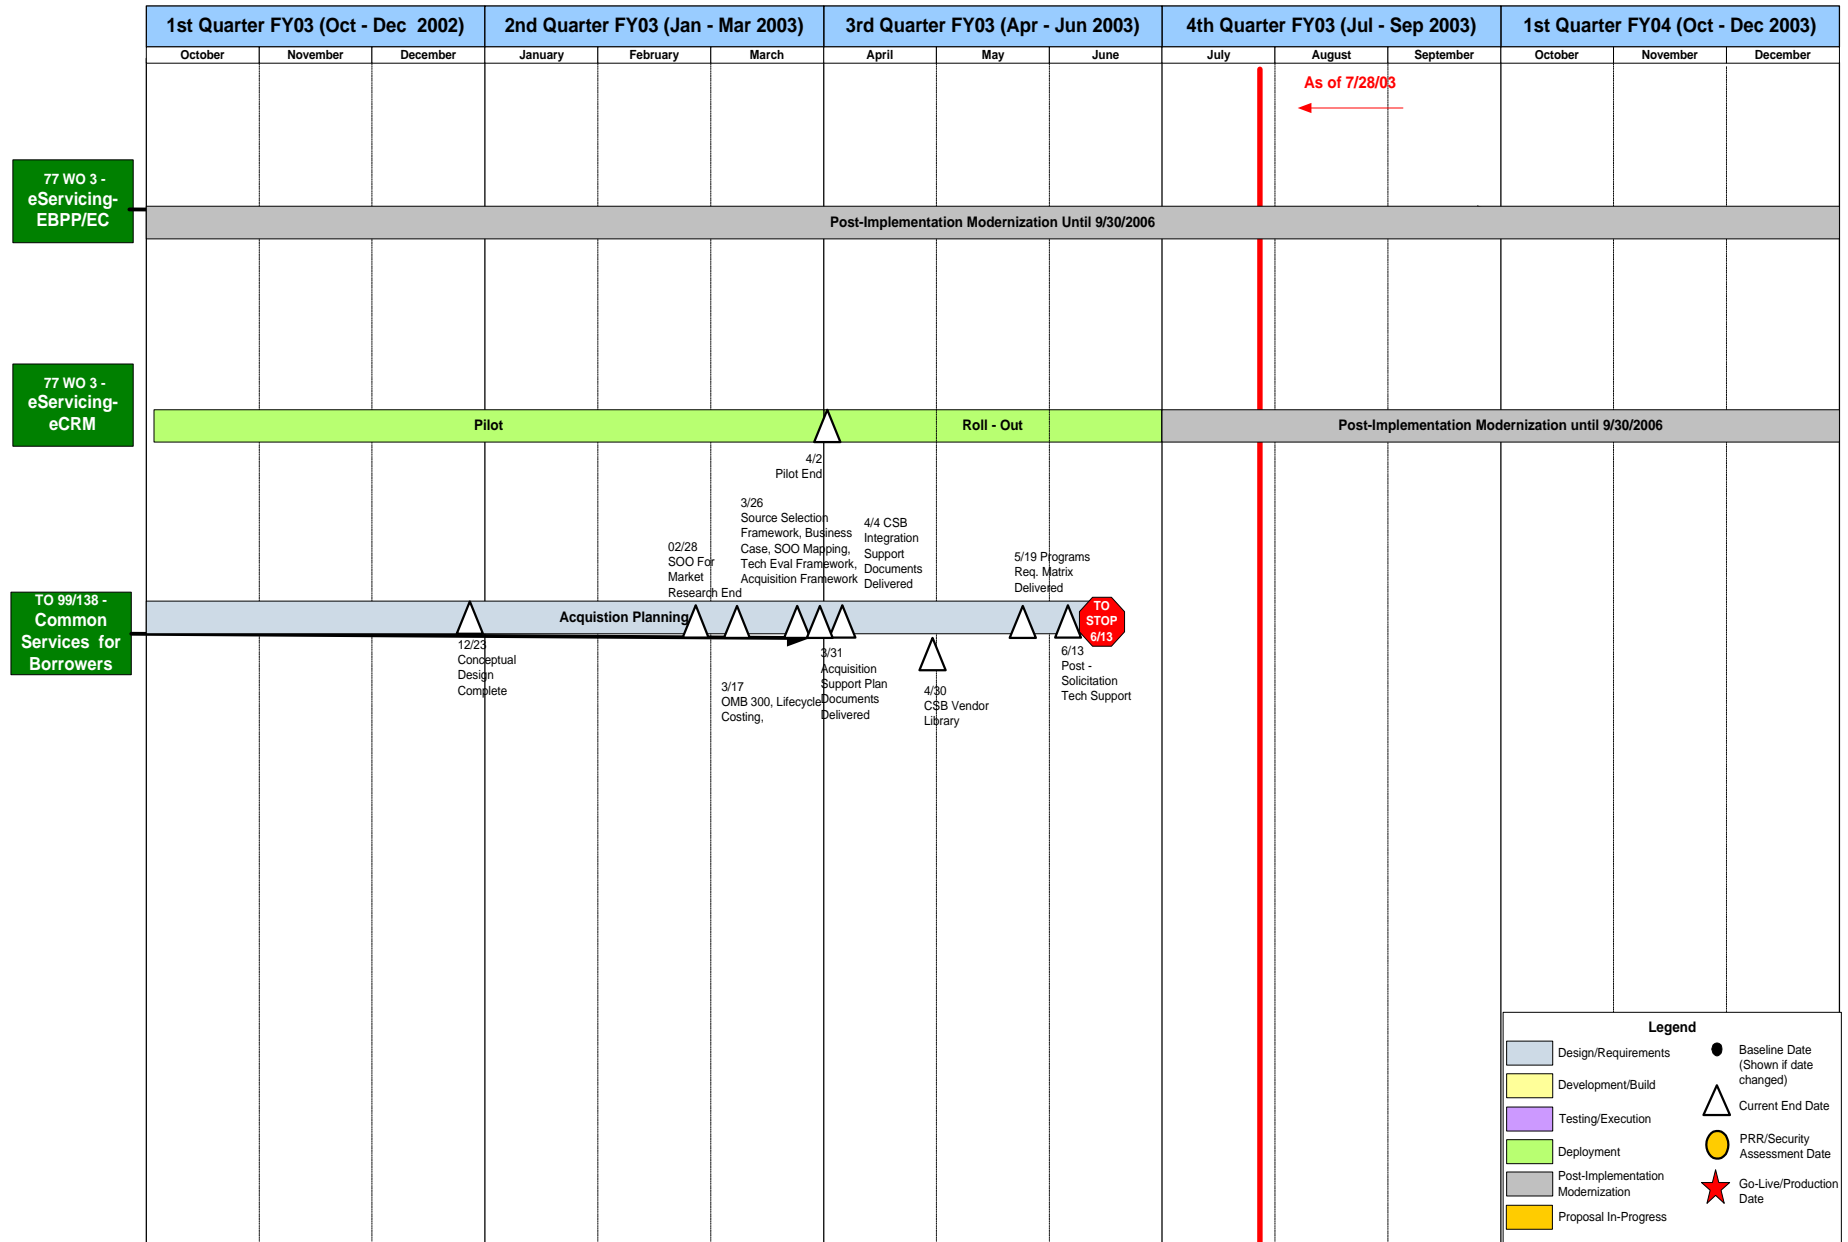 1st Quarter FY03 (Oct - Dec 2002)
2nd Quarter FY03 (Jan - Mar 2003)
3rd Quarter FY03 (Apr - Jun 2003)
4th Quarter FY03 (Jul - Sep 2003)
1st Quarter FY04 (Oct - Dec 2003)
October
November
December
January
February
March
April
May
June
July
August
September
October
November
December
As of 7/28/03
77 WO 3 -
eServicing-
EBPP/EC
Post-Implementation Modernization Until 9/30/2006
77 WO 3 -
eServicing-
eCRM
Pilot
Roll - Out
Post-Implementation Modernization until 9/30/2006
4/2
Pilot End
3/26
Source Selection
Framework, Business
Case, SOO Mapping,
Tech Eval Framework,
Acquisition Framework
02/28
SOO For
Market
Research End
4/4 CSB
Integration
Support
Documents
Delivered
5/19 Programs
Req. Matrix
Delivered
TO 99/138 -
Common
Services for
Borrowers
Acquistion Planning
TO
STOP
6/13
12/23
Conceptual
Design
Complete
3/17
OMB 300, Lifecycle
Costing,
3/31
Acquisition
Support Plan
Documents
Delivered
4/30
CSB Vendor
Library
6/13
Post -
Solicitation
Tech Support
Legend
Design/Requirements
Development/Build
Testing/Execution
Deployment
Post-Implementation
Modernization
Proposal In-Progress
Baseline Date
(Shown if date
changed)
Current End Date
PRR/Security
Assessment Date
Go-Live/Production
Date